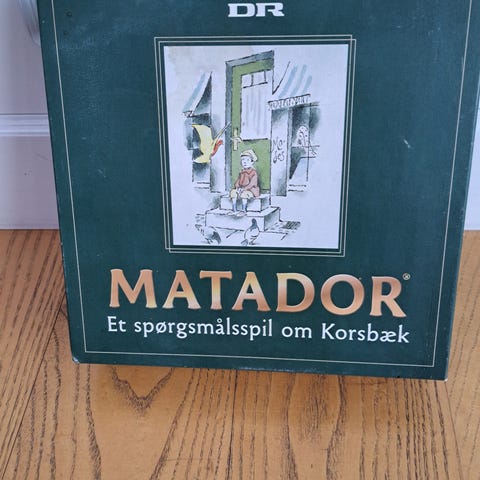 DR
MATADOR®
Et spørgsmålsspil om Korsbæk